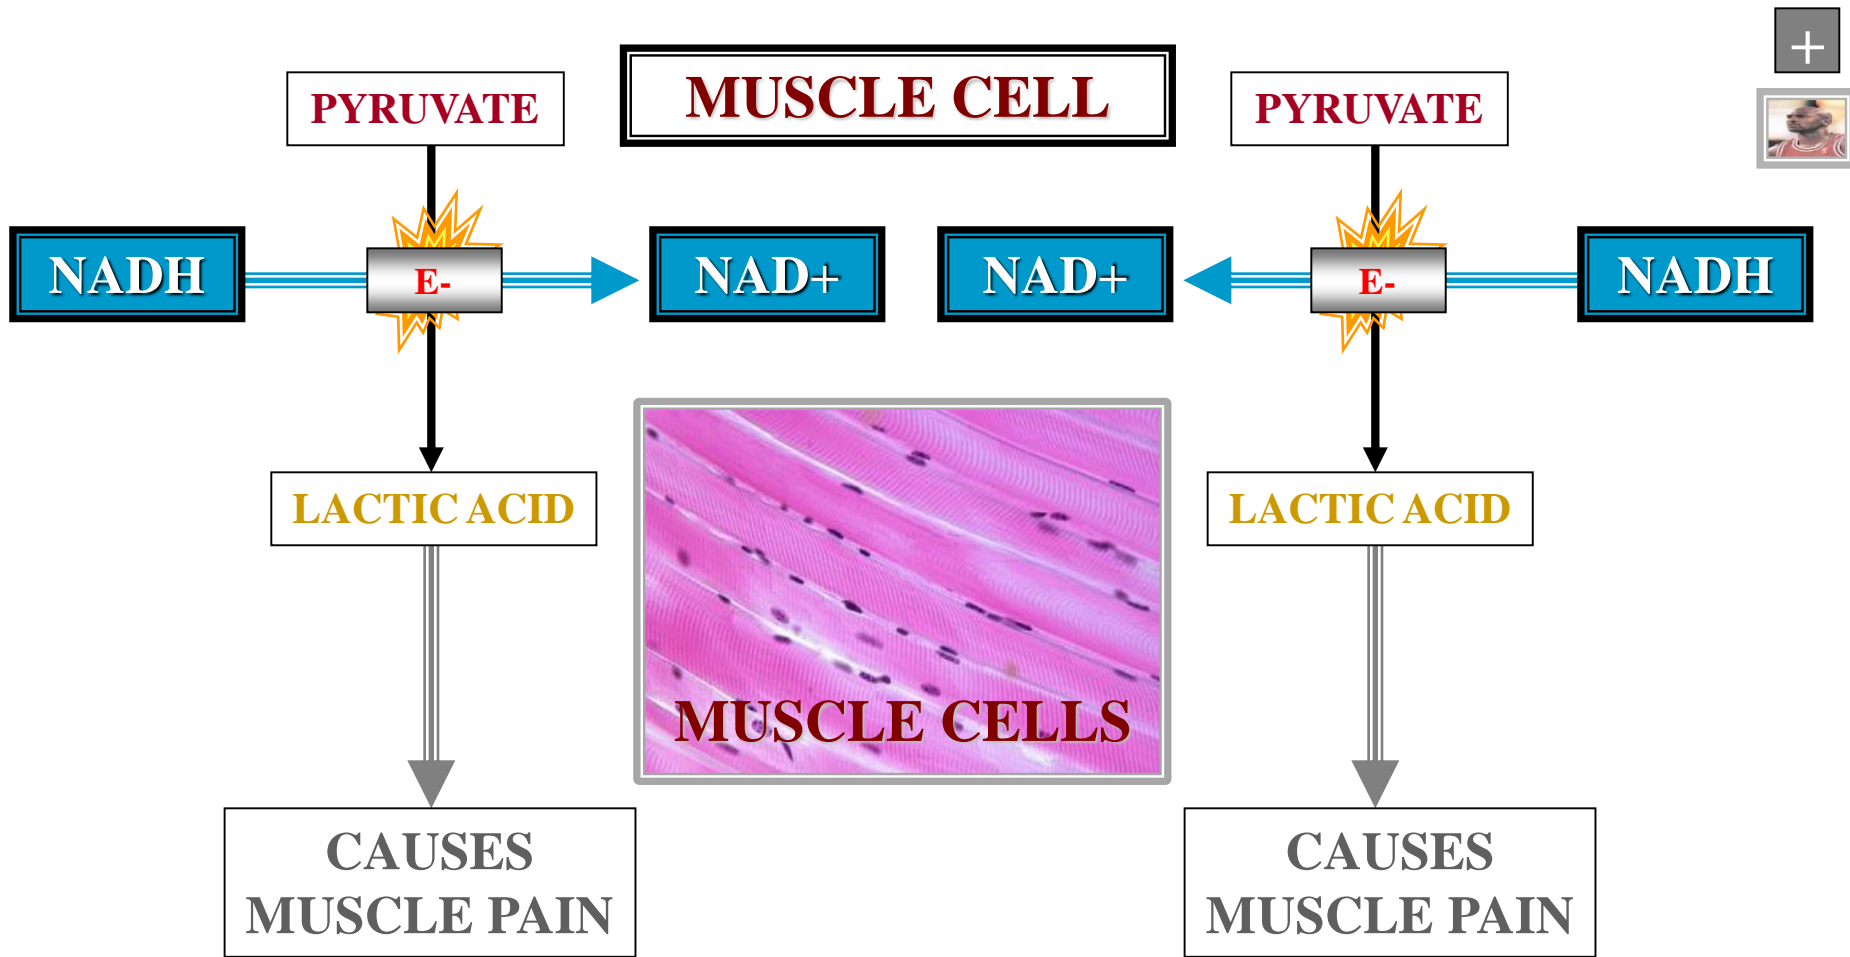 +
MUSCLE CELL
PYRUVATE
PYRUVATE
NADH
E-
NAD+
NAD+
E-
NADH
LACTIC ACID
LACTIC ACID
MUSCLE CELLS
CAUSES
MUSCLE PAIN
CAUSES
MUSCLE PAIN